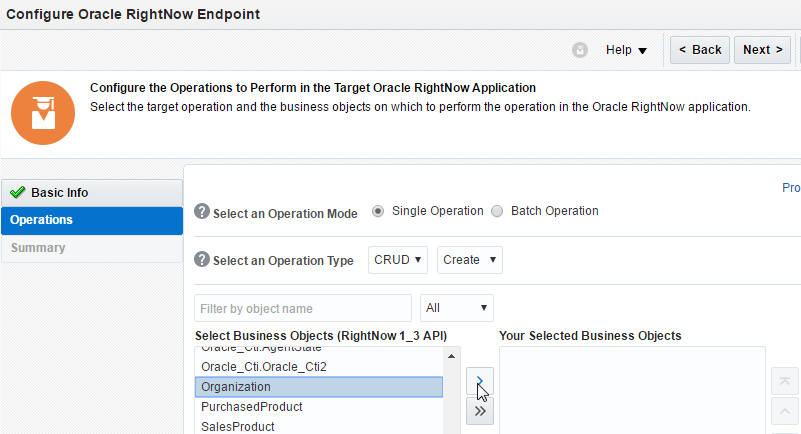 Configure Oracle RightNow Endpoint
Help
< Back
Next >
Configure the Operations to Perform in the Target Oracle RightNow Application
Select the target operation and the business objects on which to perform the operation in the Oracle RightNow application.
Basic Info
Operations
Summary
Pro
? Select an Operation Mode Single Operation Batch Operation
? Select an Operation Type CRUD Create
Filter by object name All
Select Business Objects (RightNow 1_3 API) Your Selected Business Objects
Oracle_Cti.AgentState
Oracle_Cti.Oracle_Cti2
Organization
PurchasedProduct
SalesProduct